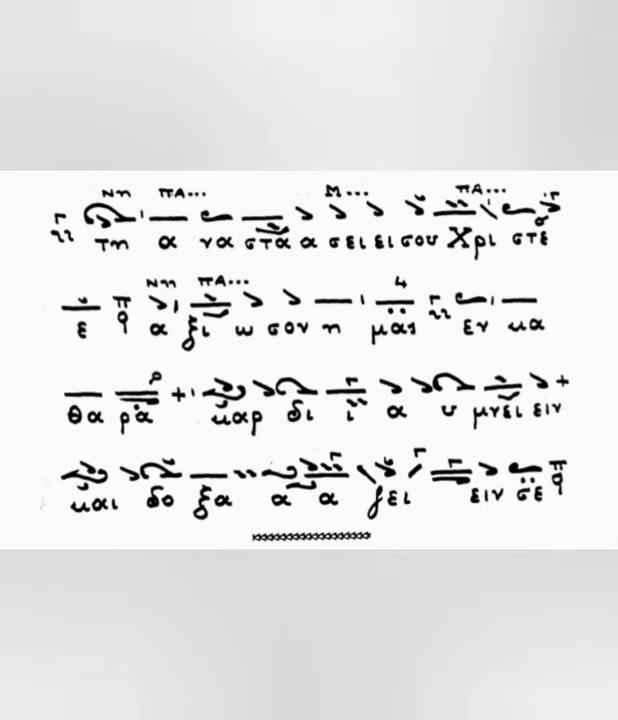 Νη πΑ... Μ... πΑ...
Τη α να στα α σει ει σου Χρι στε
Νη πΑ... 4
ε α ξι ω σον η μας εν κα
θα ρα καρ δι ι α υ μνει ειν
και δο ξα α α ζει ειν σε